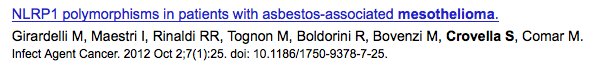 NLRP1 polymorphisms in patients with asbestos-associated mesothelioma.
Girardelli M, Maestri I, Rinaldi RR, Tognon M, Boldorini R, Bovenzi M, Crovella S, Comar M.
Infect Agent Cancer. 2012 Oct 2;7(1):25. doi: 10.1186/1750-9378-7-25.